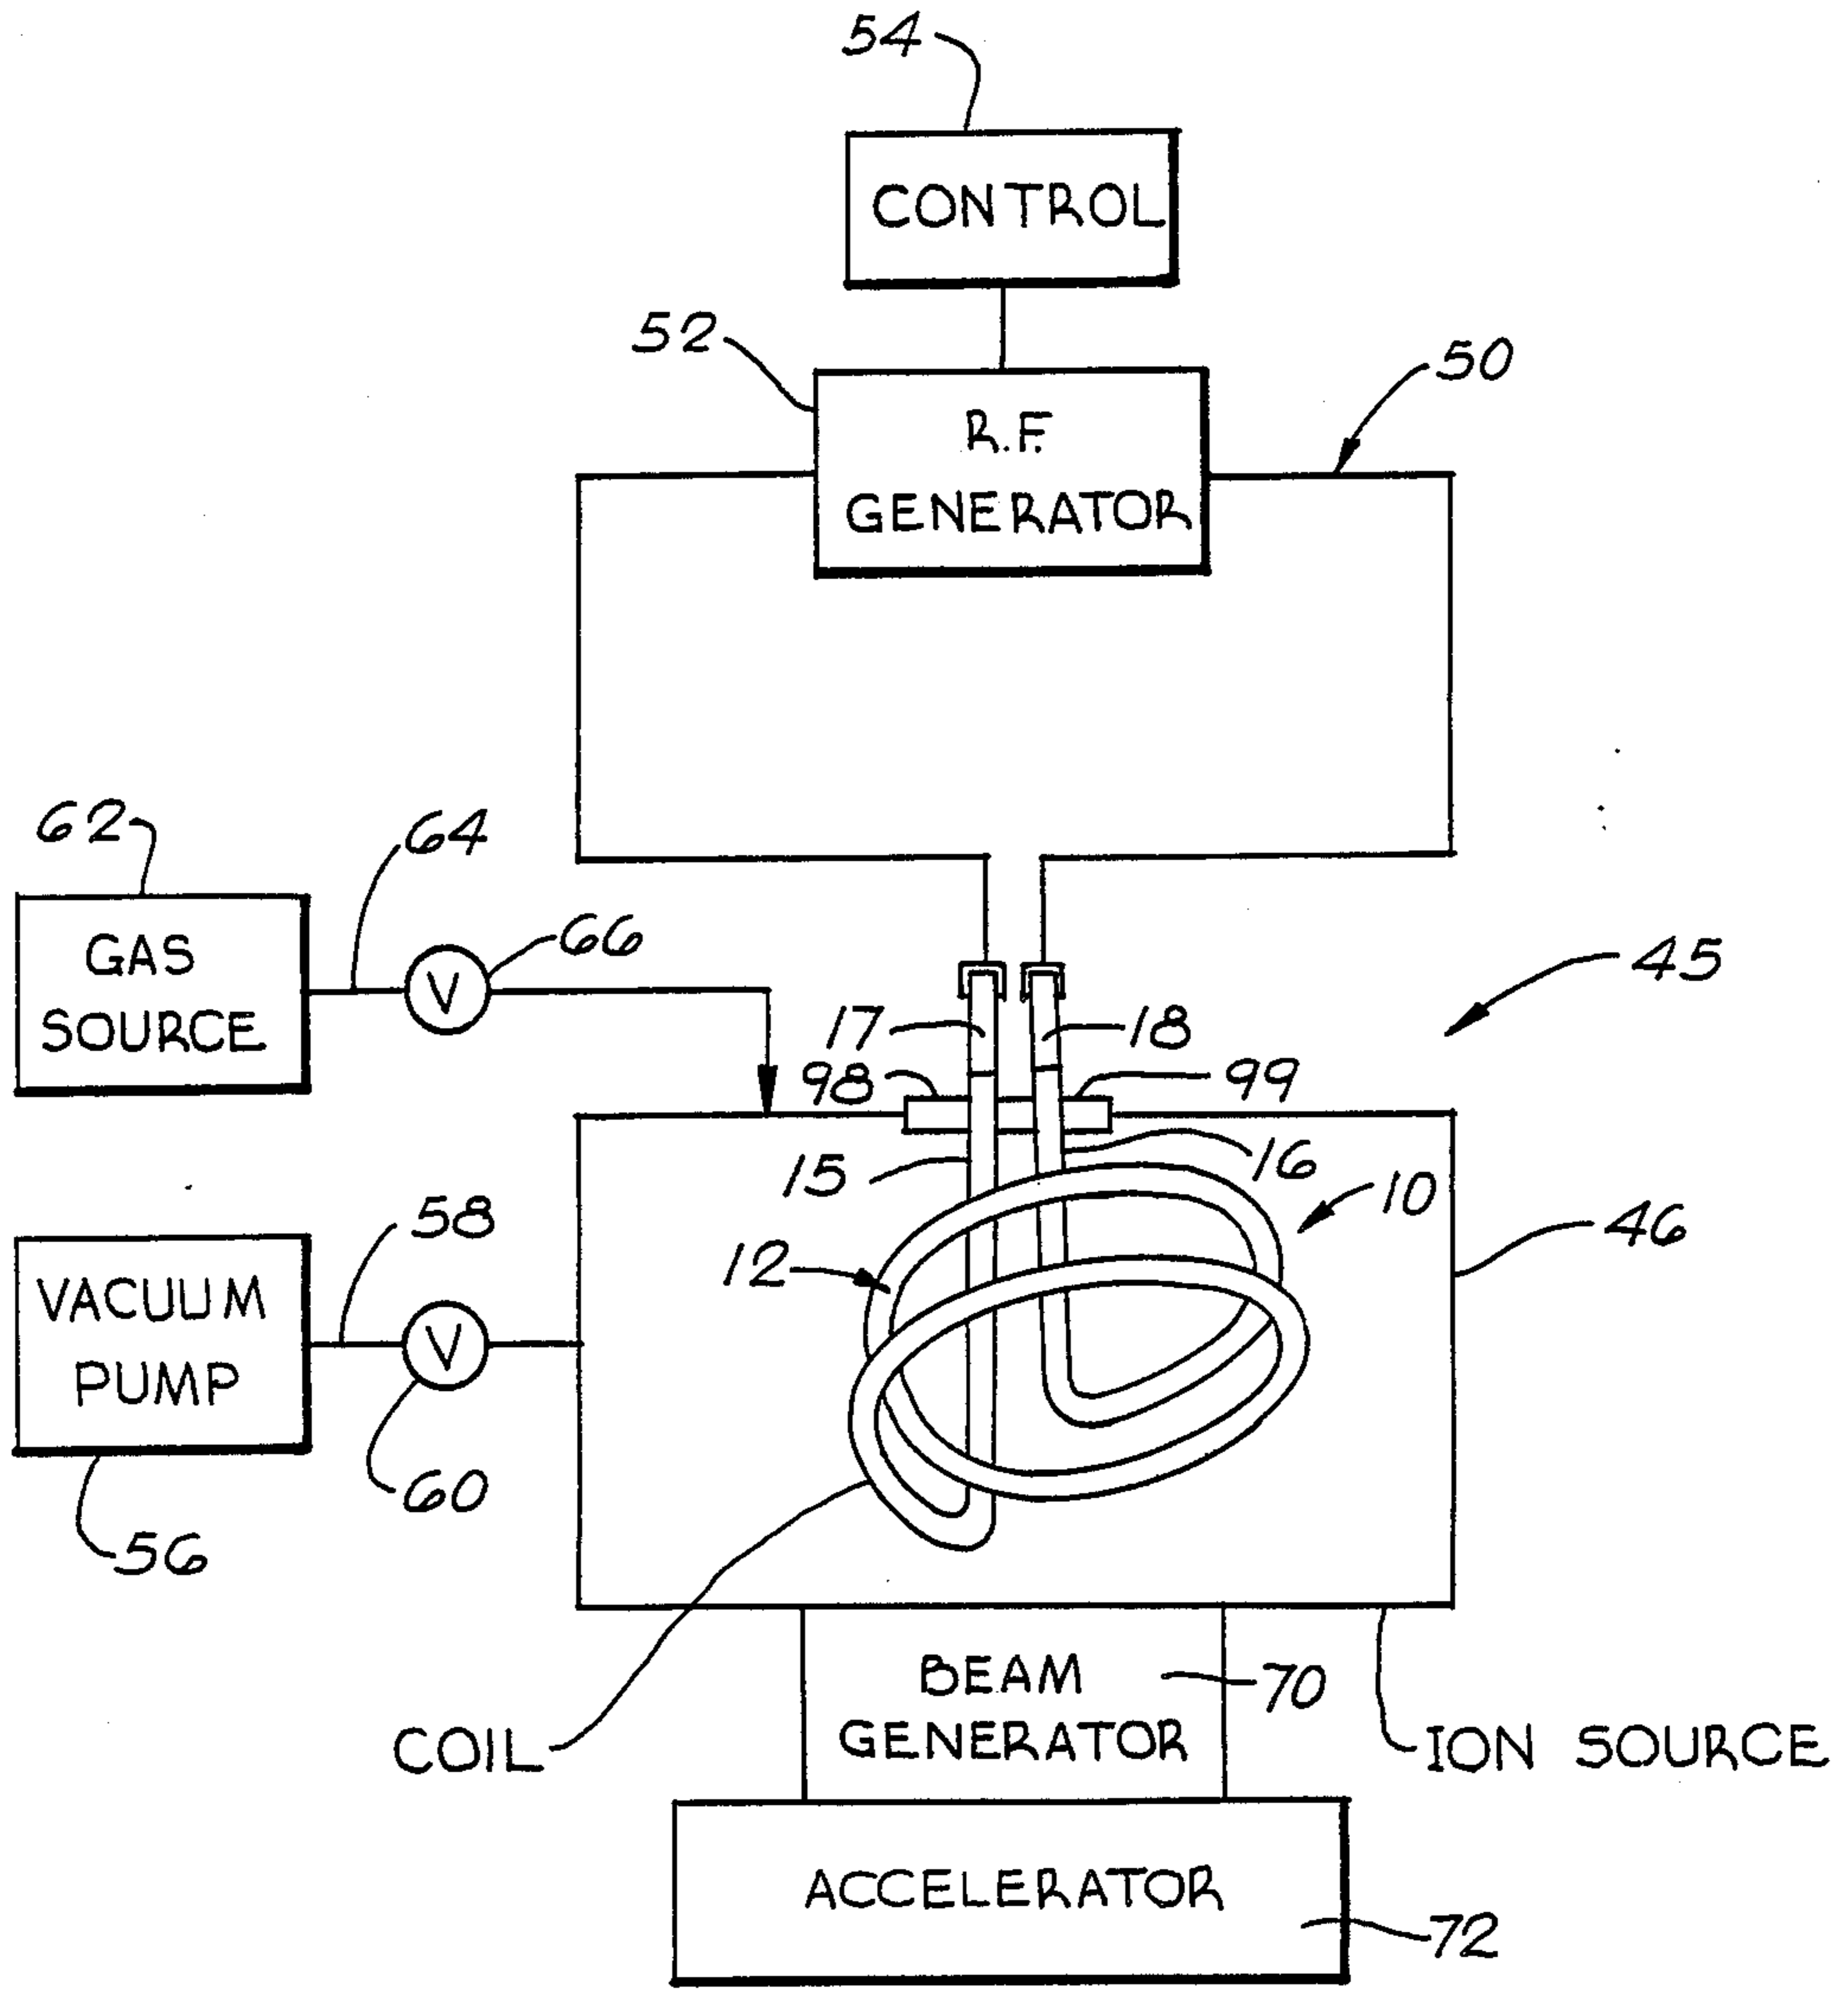 54
CONTROL
52
50
R.F.
GENERATOR
62
64
66
GAS
SOURCE
V
45
17
18
98
99
15
16
10
46
58
12
VACUUM
PUMP
V
60
56
BEAM
GENERATOR
70
COIL
ION SOURCE
ACCELERATOR
72